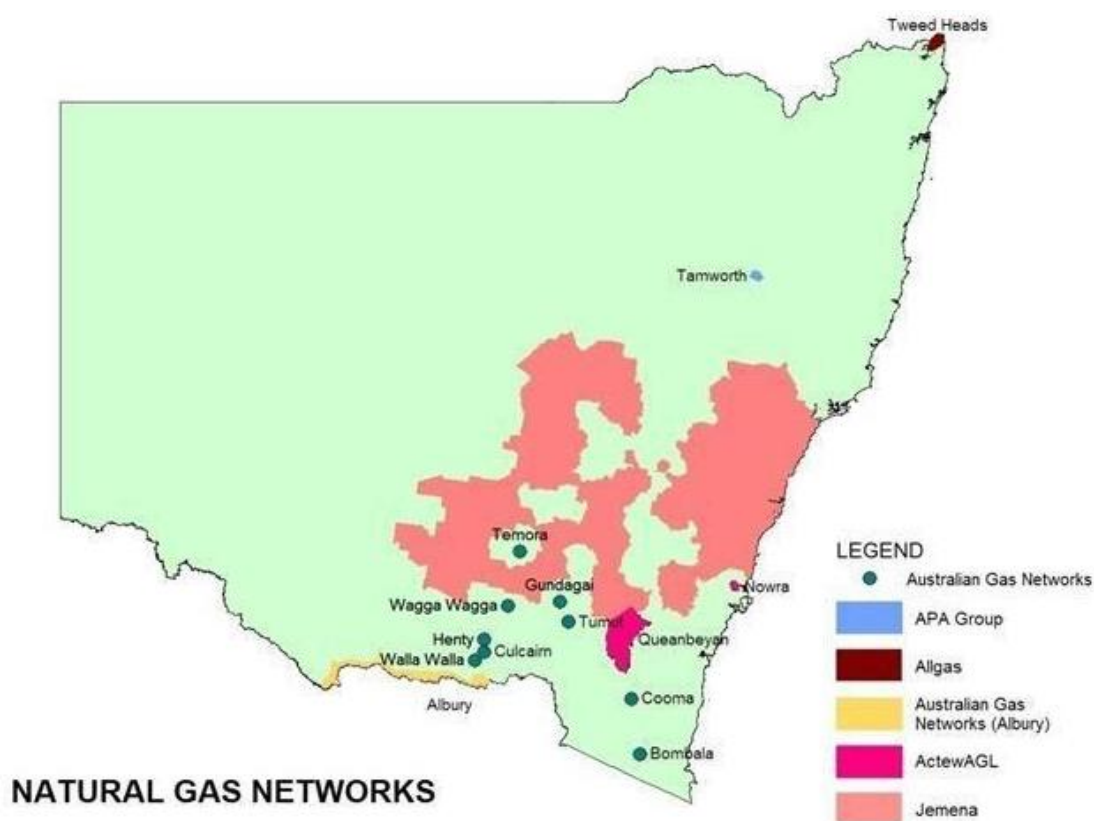 Tweed Heads
Tamworth
Temora
Gundagai
Nowra
Wagga Wagga
Tumut
Henty
Queanbeyan
Culcairn
Walla Walla
Albury
Cooma
Bombala
LEGEND
Australian Gas Networks
APA Group
Allgas
Australian Gas
Networks (Albury)
ActewAGL
Jemena
NATURAL GAS NETWORKS